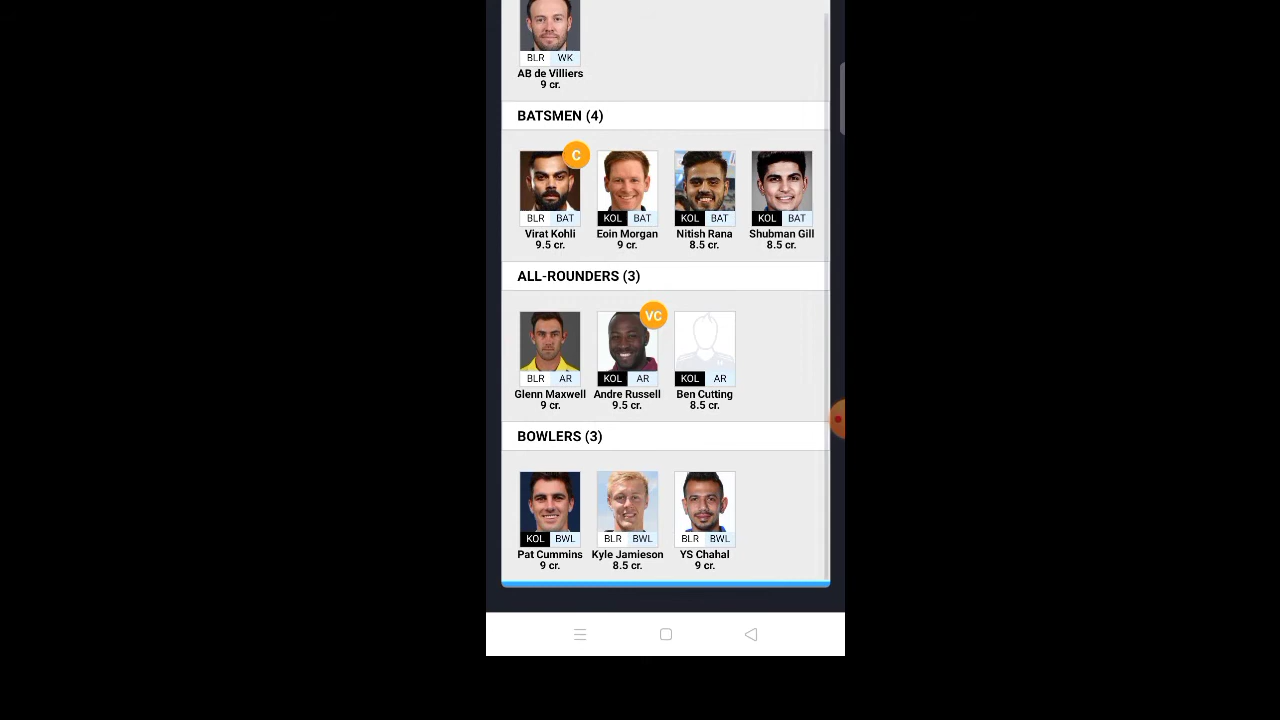 BLR WK
AB de Villiers
9 cr.
BATSMEN (4)
C
BLR BAT KOL BAT KOL BAT KOL BAT
Virat Kohli Eoin Morgan Nitish Rana Shubman Gill
9.5 cr. 9 cr. 8.5 cr. 8.5 cr.
ALL-ROUNDERS (3)
VC
BLR AR KOL AR KOL AR
Glenn Maxwell Andre Russell Ben Cutting
9 cr. 9.5 cr. 8.5 cr.
BOWLERS (3)
KOL BWL BLR BWL BLR BWL
Pat Cummins Kyle Jamieson YS Chahal
9 cr. 8.5 cr. 9 cr.